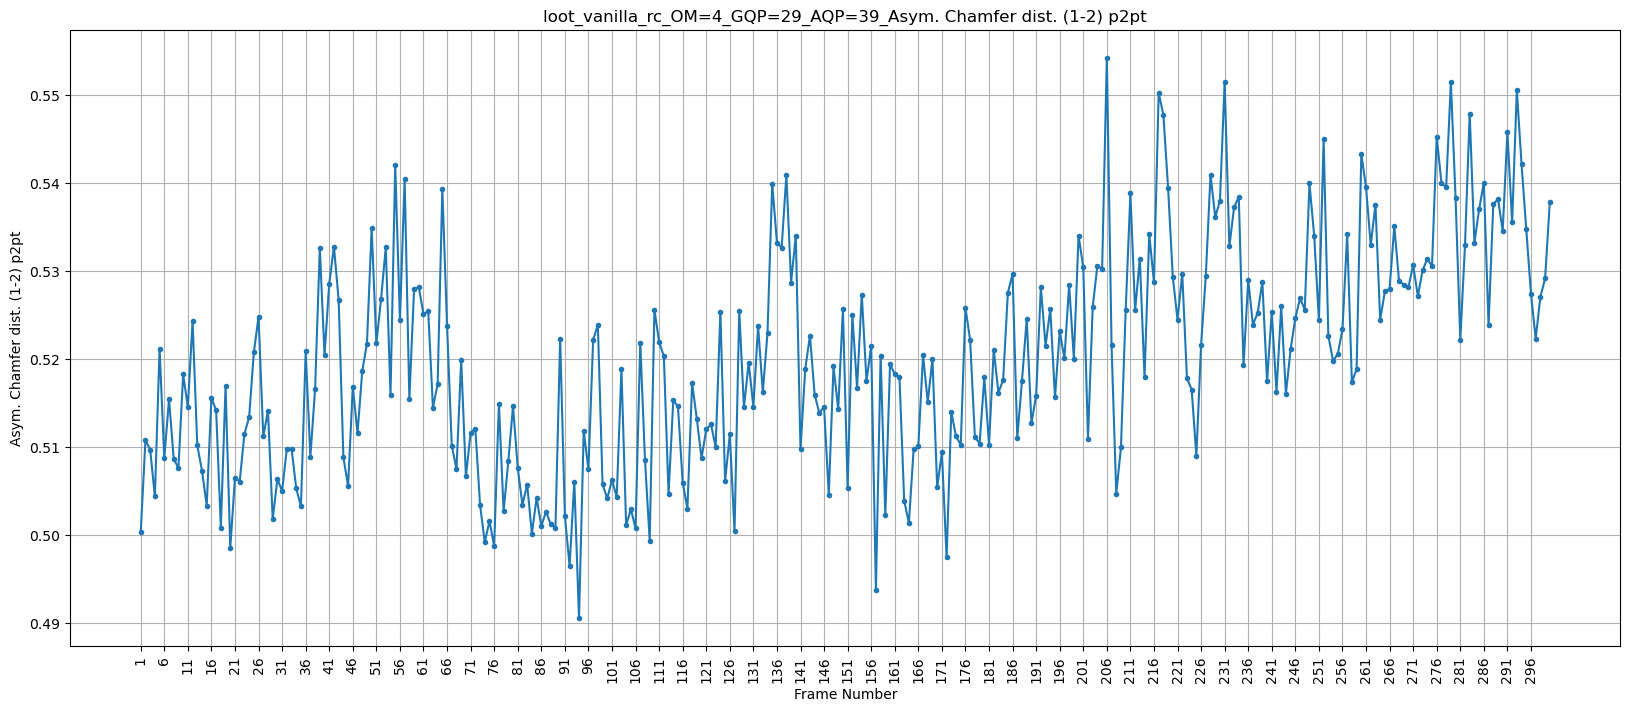 loot_vanilla_rc_OM=4_GQP=29_AQP=39_Asym. Chamfer dist. (1-2) p2pt
Asym. Chamfer dist. (1-2) p2pt
0.55
0.54
0.53
0.52
0.51
0.50
0.49
1 6 11 16 21 26 31 36 41 46 51 56 61 66 71 76 81 86 91 96 101 106 111 116 121 126 131 136 141 146 151 156 161 166 171 176 181 186 191 196 201 206 211 216 221 226 231 236 241 246 251 256 261 266 271 276 281 286 291 296
Frame Number